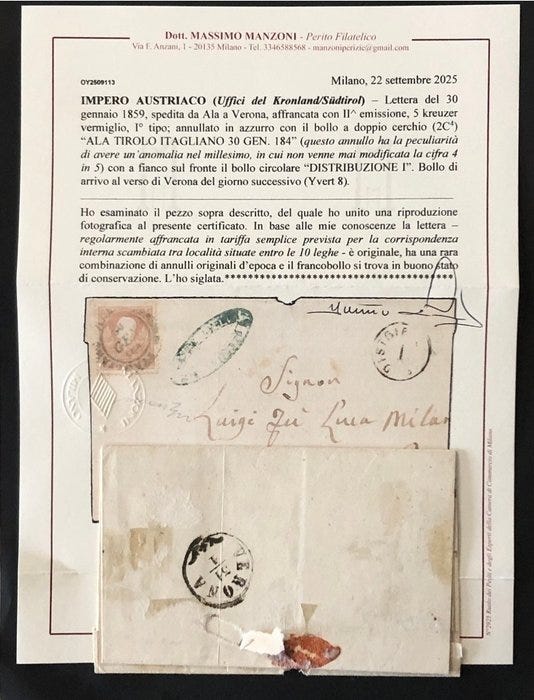 Dott. MASSIMO MANZONI - Perito Filatelico
Via F. Anzani, 1 - 20135 Milano - Tel. 3346588568 - manzoniperizie@gmail.com
OY2509113
Milano, 22 settembre 2025
IMPERO AUSTRIACO (Uffici del Kronland/Südtirol) – Lettera del 30
gennaio 1859, spedita da Ala a Verona, affrancata con II^ emissione, 5 kreuzer
vermiglio, I° tipo; annullato in azzurro con il bollo a doppio cerchio (2C⁴)
“ALA TIROLO ITAGLIANO 30 GEN. 184” (questo annullo ha la peculiarità
di avere un’anomalia nel millesimo, in cui non venne mai modificata la cifra 4
in 5) con a fianco sul fronte il bollo circolare “DISTRIBUZIONE I”. Bollo di
arrivo al verso di Verona del giorno successivo (Yvert 8).
Ho esaminato il pezzo sopra descritto, del quale ho unito una riproduzione
fotografica al presente certificato. In base alle mie conoscenze la lettera –
regolarmente affrancata in tariffa semplice prevista per la corrispondenza
interna scambiata tra località situate entro le 10 leghe - è originale, ha una rara
combinazione di annulli originali d’epoca e il francobollo si trova in buono stato
di conservazione. L’ho siglata.
Signor
Luigi
VERONA
31